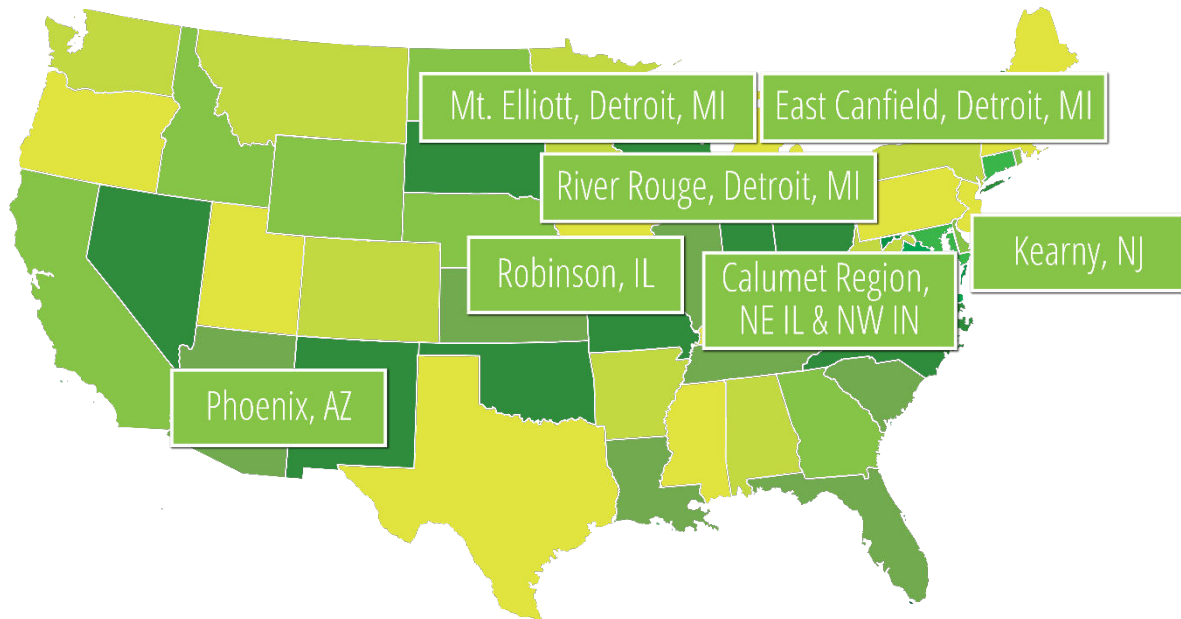 Mt. Elliott, Detroit, MI
East Canfield, Detroit, MI
River Rouge, Detroit, MI
Kearny, NJ
Robinson, IL
Calumet Region,
NE IL & NW IN
Phoenix, AZ